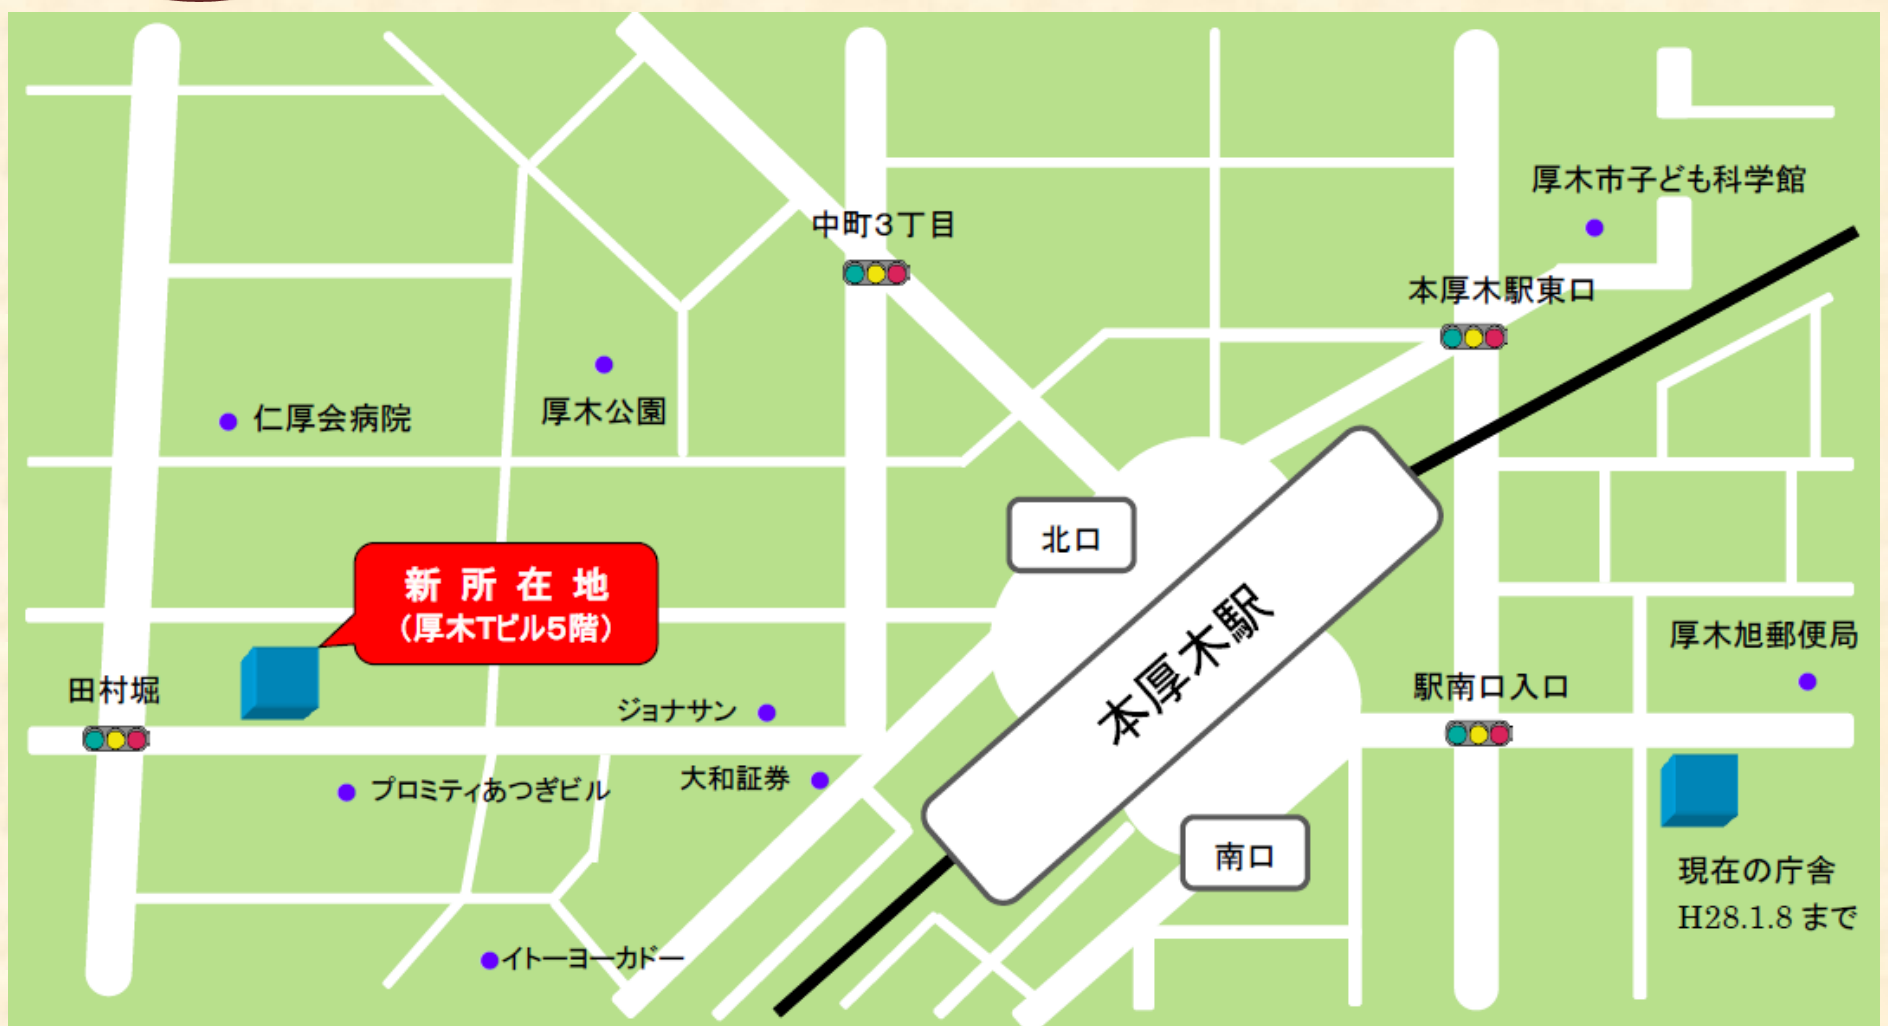 厚木市子ども科学館
中町3丁目
本厚木駅東口
仁厚会病院
厚木公園
北口
新所在地
（厚木Tビル5階）
本厚木駅
厚木旭郵便局
田村堀
駅南口入口
ジョナサン
大和証券
プロミティあつぎビル
南口
現在の庁舎
H28.1.8 まで
イトーヨーカドー